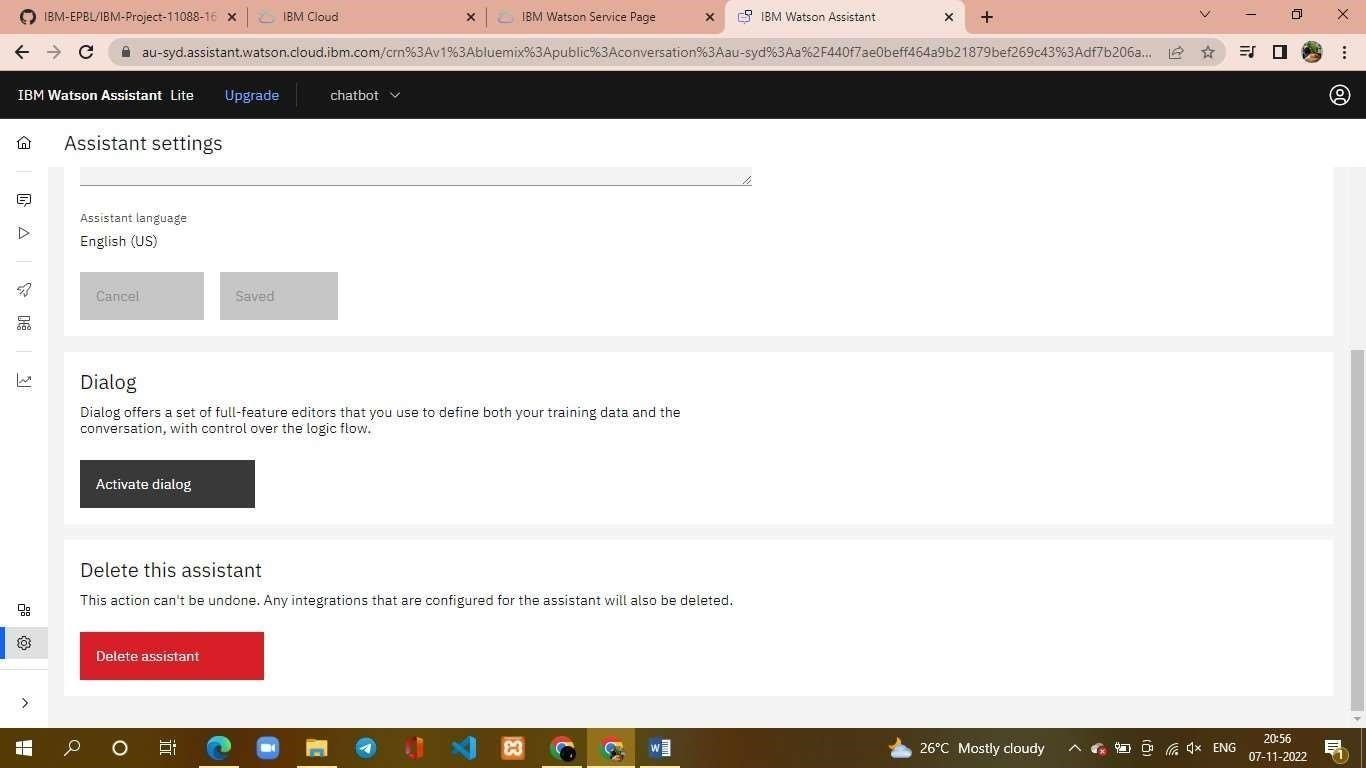 IBM-EPBL/IBM-Project-11088-16
IBM Cloud
IBM Watson Service Page
IBM Watson Assistant
au-syd.assistant.watson.cloud.ibm.com/crn%3Av1%3Abluemix%3Apublic%3Aconversation%3Aau-syd%3Aa%2F440f7ae0beff464a9b21879bef269c43%3Adf7b206a...
IBM Watson Assistant Lite
Upgrade
chatbot
Assistant settings
Assistant language
English (US)
Cancel
Saved
Dialog
Dialog offers a set of full-feature editors that you use to define both your training data and the
conversation, with control over the logic flow.
Activate dialog
Delete this assistant
This action can't be undone. Any integrations that are configured for the assistant will also be deleted.
Delete assistant
26°C Mostly cloudy
ENG
20:56
07-11-2022
1